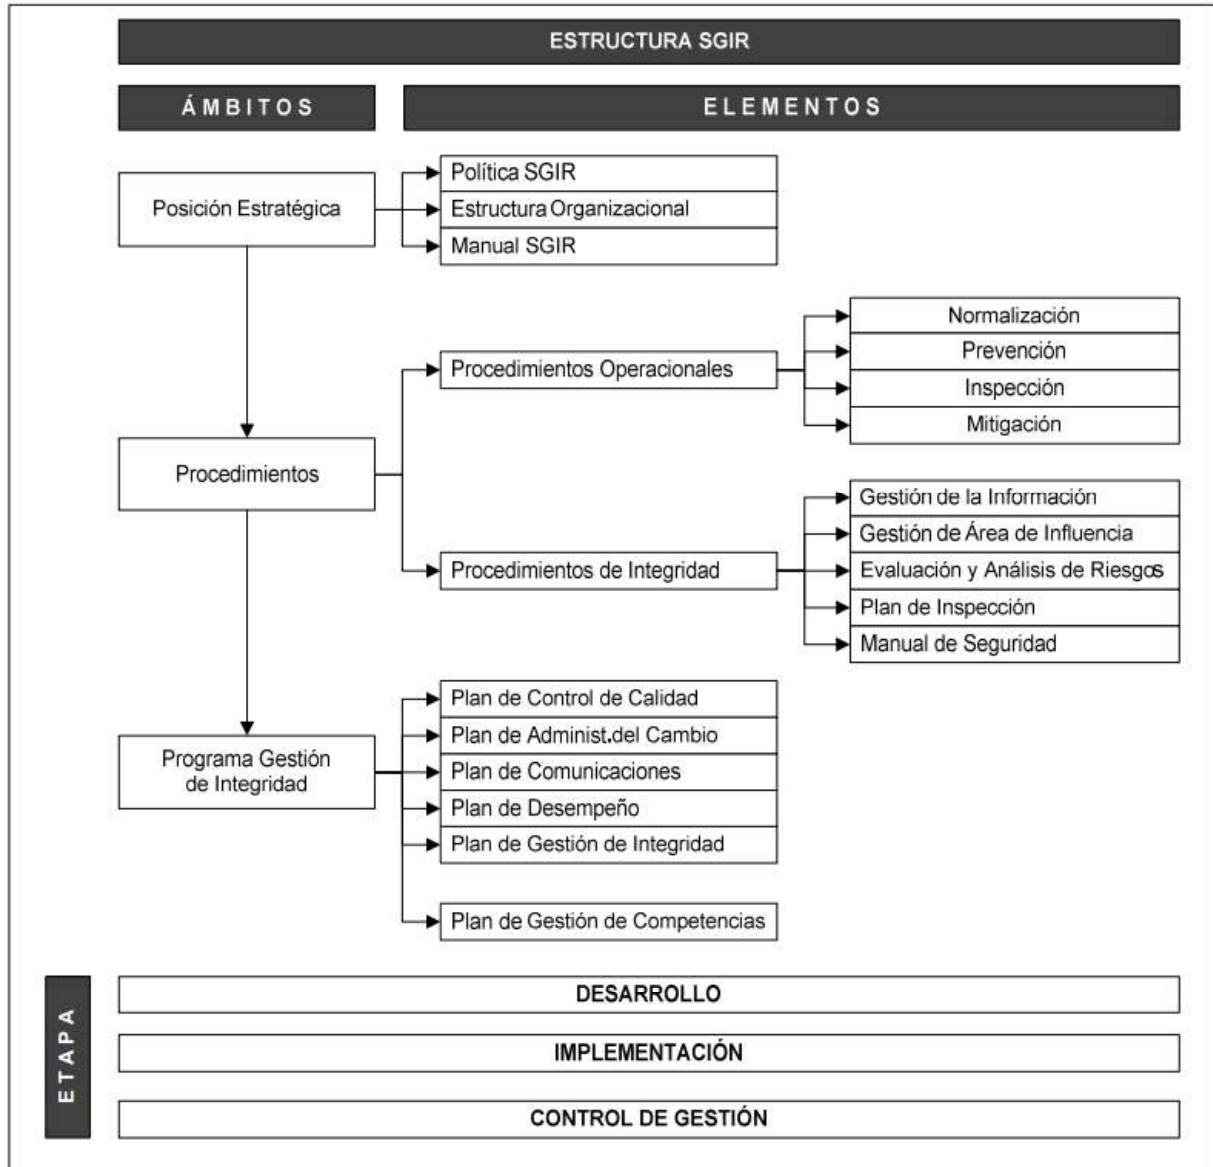 ESTRUCTURA SGIR
ÁMBITOS
ELEMENTOS
Posición Estratégica
Política SGIR
Estructura Organizacional
Manual SGIR
Procedimientos
Procedimientos Operacionales
Normalización
Prevención
Inspección
Mitigación
Procedimientos de Integridad
Gestión de la Información
Gestión de Área de Influencia
Evaluación y Análisis de Riesgos
Plan de Inspección
Manual de Seguridad
Programa Gestión
de Integridad
Plan de Control de Calidad
Plan de Administ.del Cambio
Plan de Comunicaciones
Plan de Desempeño
Plan de Gestión de Integridad
Plan de Gestión de Competencias
ETAPA
DESARROLLO
IMPLEMENTACIÓN
CONTROL DE GESTIÓN